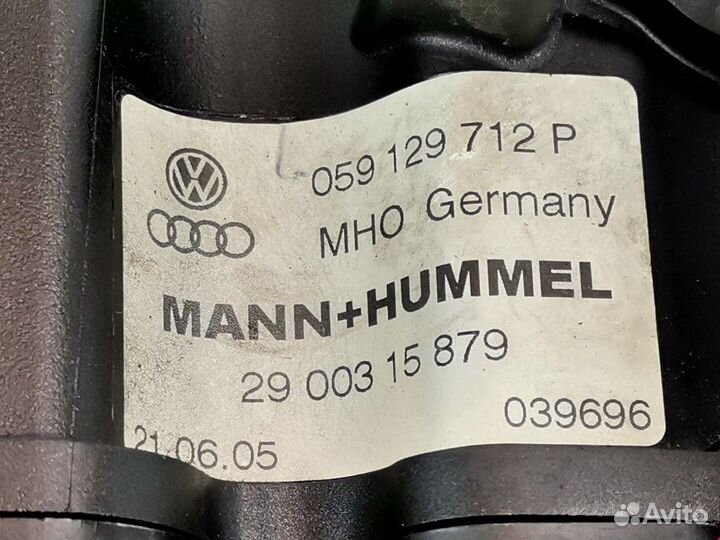 059 129 712 P
MHO Germany
MANN+HUMMEL
29 003 15 879
039696
21.06.05
Avito